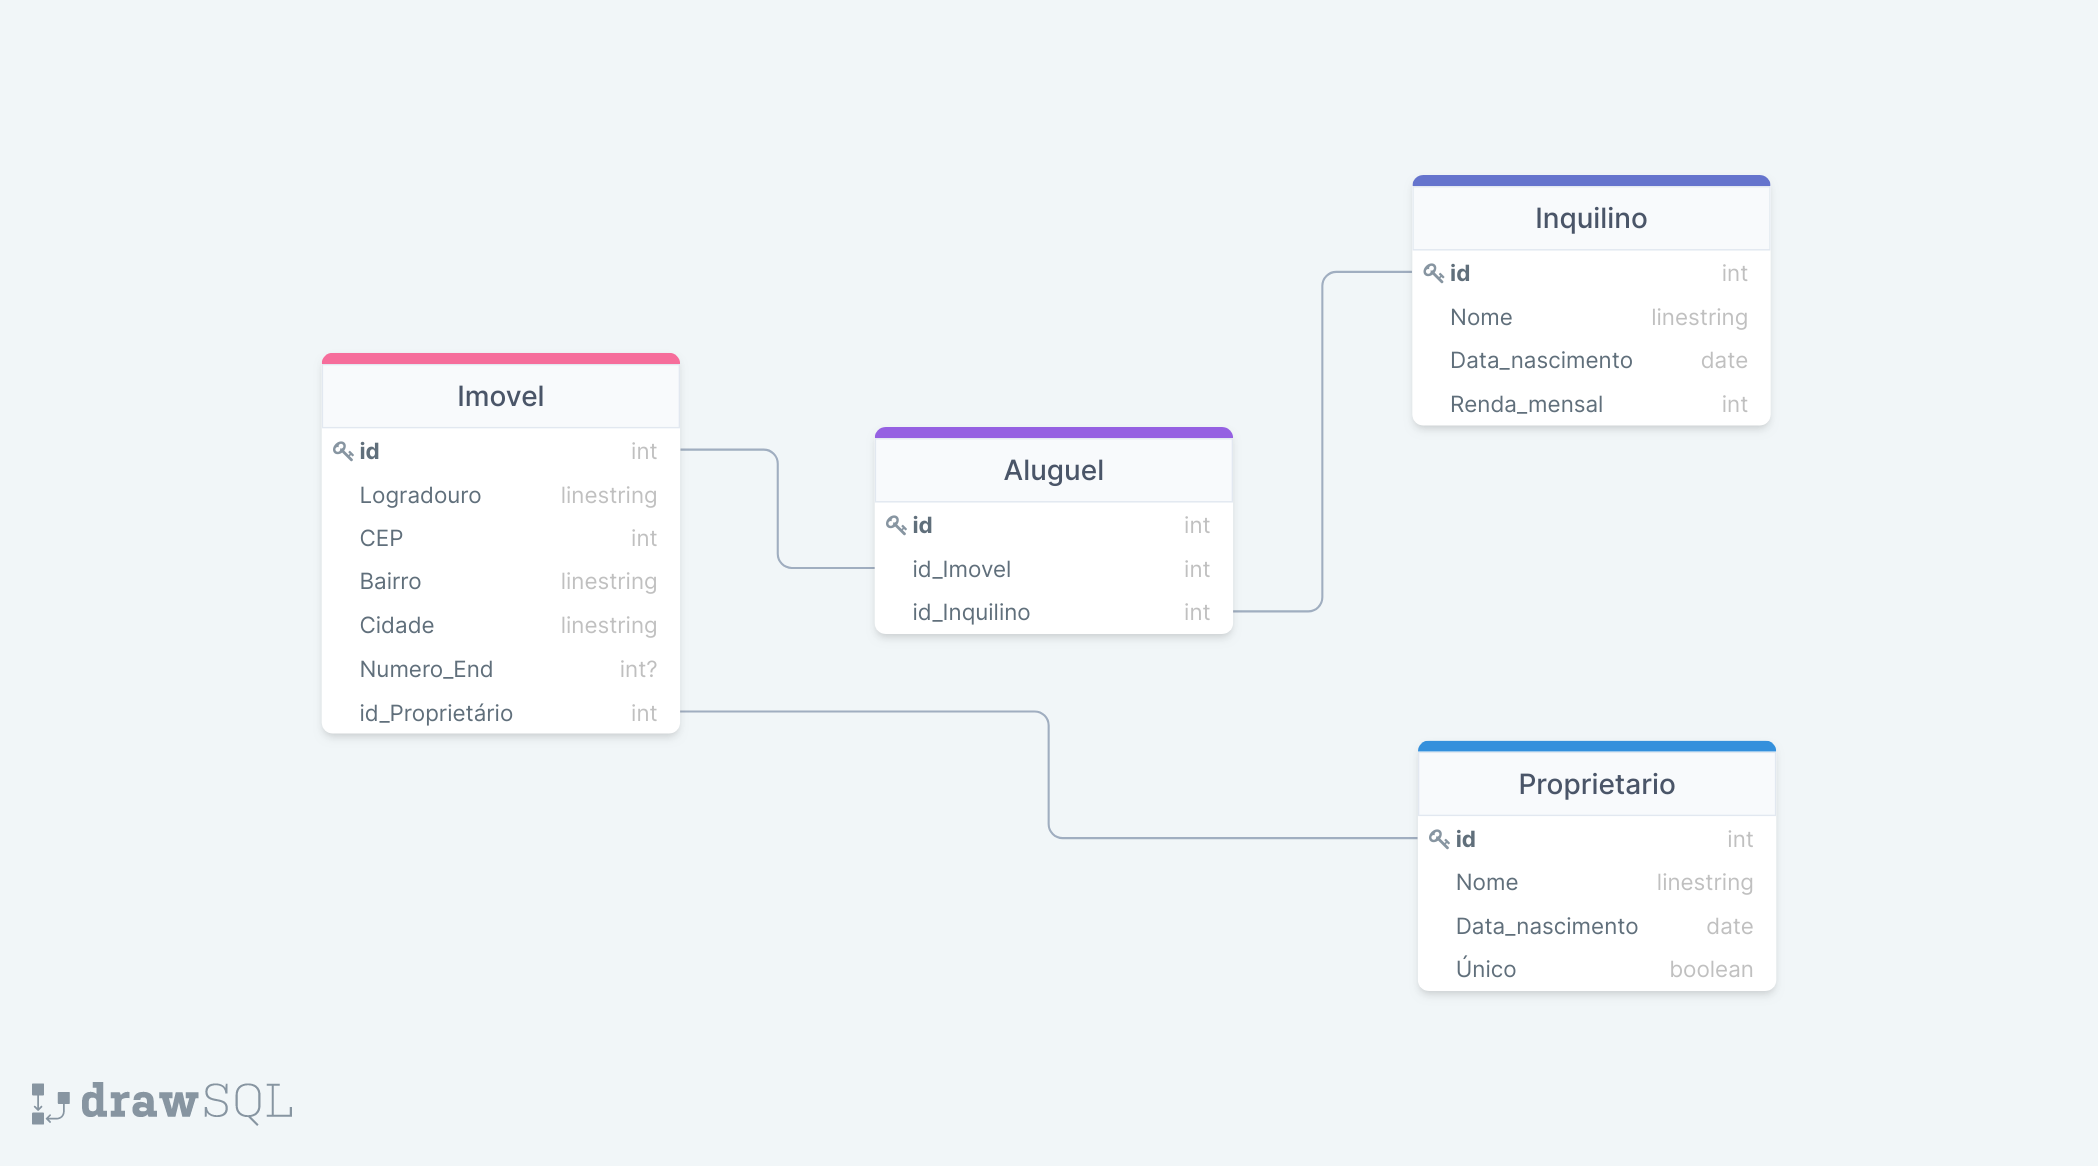 Imovel
id int
Logradouro linestring
CEP int
Bairro linestring
Cidade linestring
Numero_End int?
id_Proprietário int
Aluguel
id int
id_Imovel int
id_Inquilino int
Inquilino
id int
Nome linestring
Data_nascimento date
Renda_mensal int
Proprietario
id int
Nome linestring
Data_nascimento date
Único boolean
drawSQL